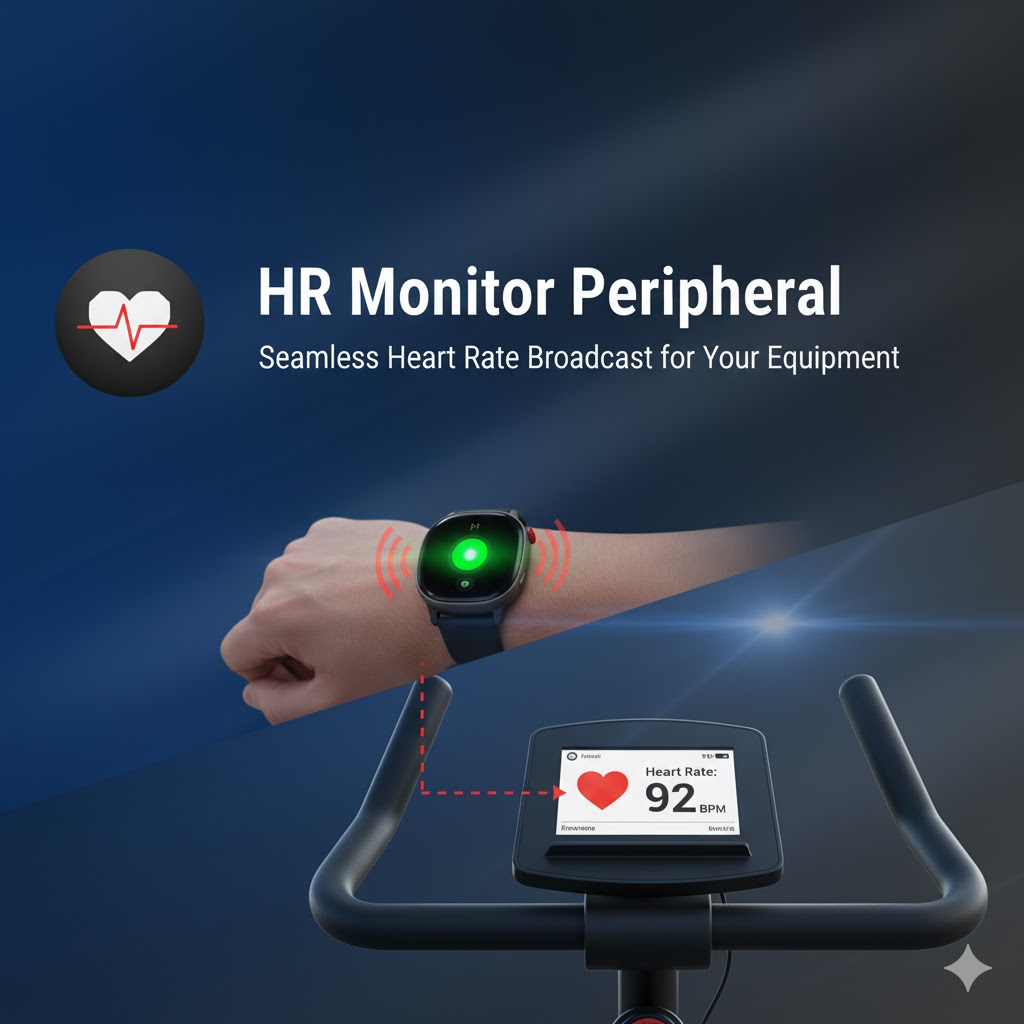 HR Monitor Peripheral
Seamless Heart Rate Broadcast for Your Equipment
Heart Rate:
92 BPM